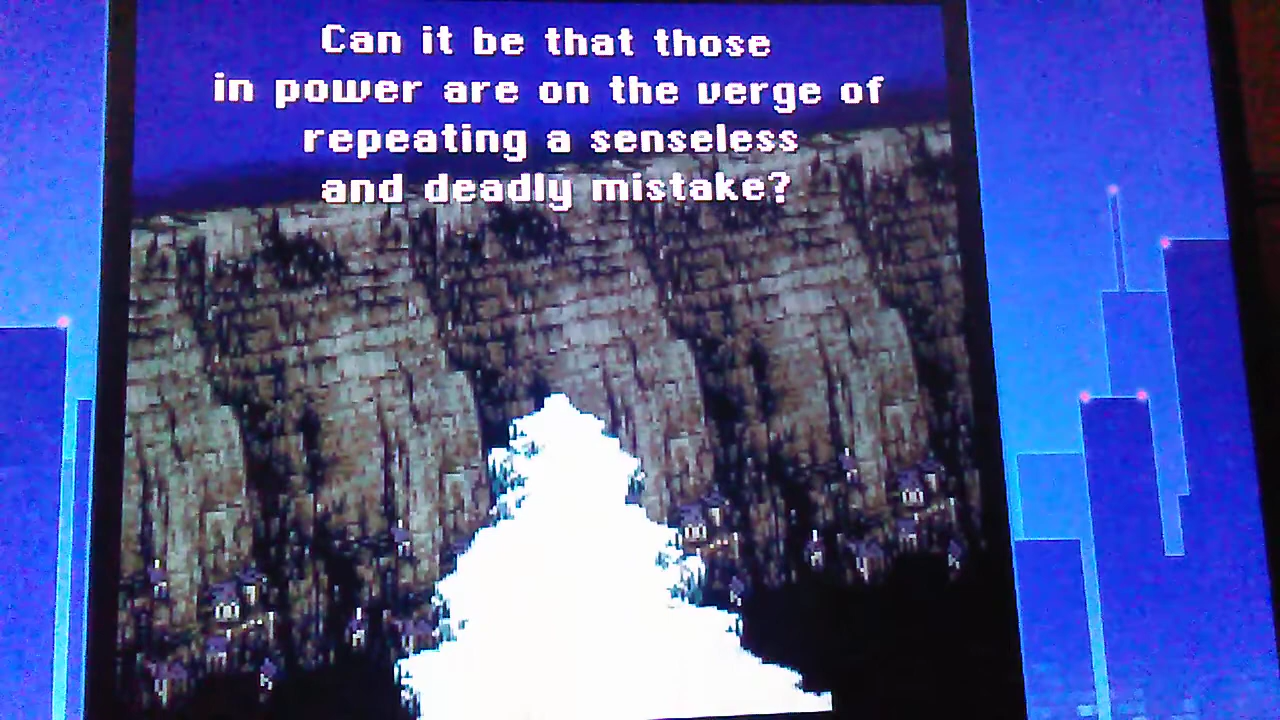 Can it be that those
in power are on the verge of
repeating a senseless
and deadly mistake?